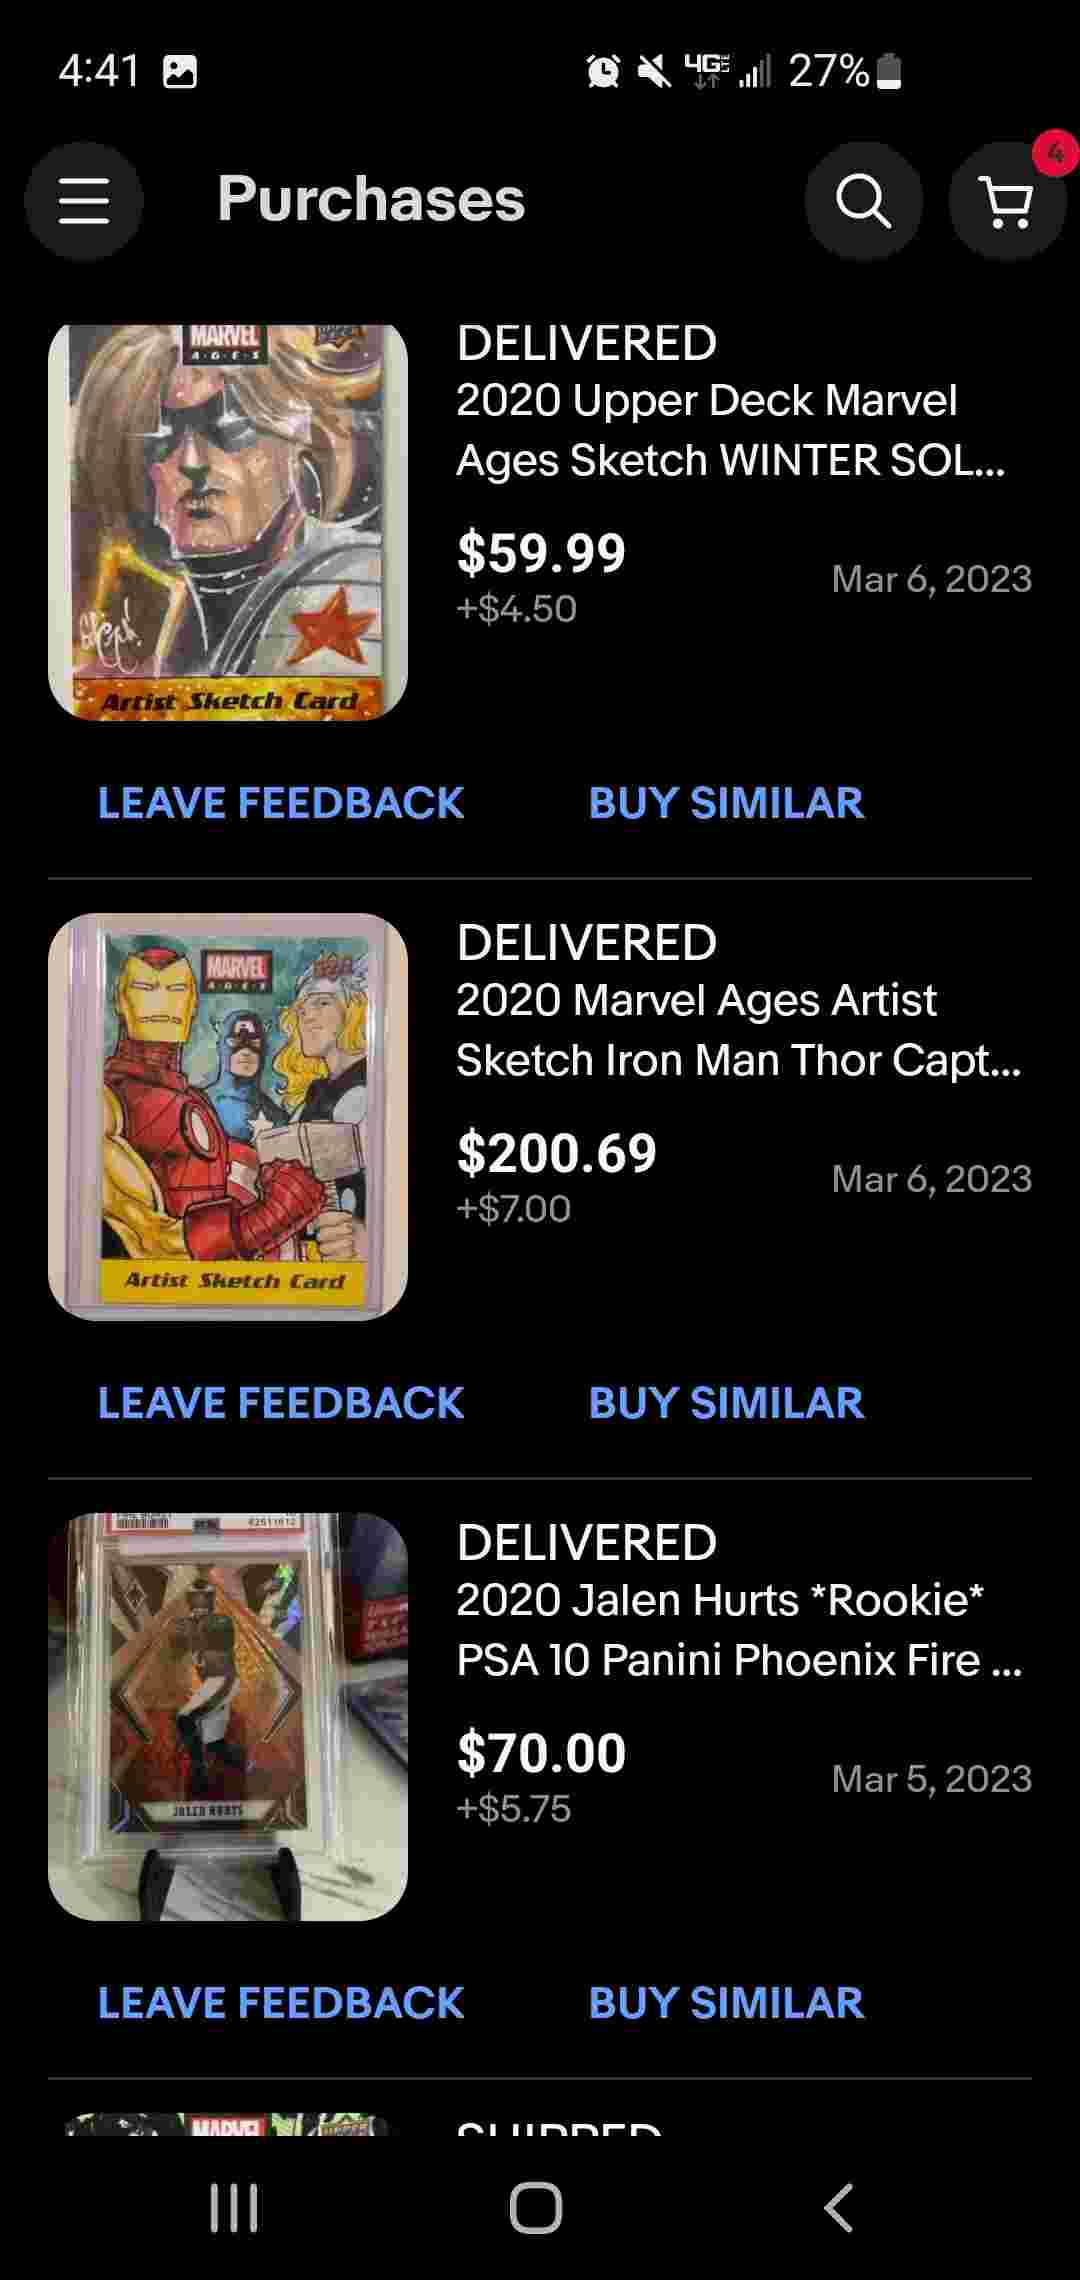 4:41
4G LTE
27%
Purchases
4
MARVEL
AGES
DELIVERED
2020 Upper Deck Marvel
Ages Sketch WINTER SOL...
$59.99
+$4.50
Mar 6, 2023
Artist Sketch Card
LEAVE FEEDBACK
BUY SIMILAR
MARVEL
AGES
DELIVERED
2020 Marvel Ages Artist
Sketch Iron Man Thor Capt...
$200.69
+$7.00
Mar 6, 2023
Artist Sketch Card
LEAVE FEEDBACK
BUY SIMILAR
DELIVERED
2020 Jalen Hurts *Rookie*
PSA 10 Panini Phoenix Fire ...
$70.00
+$5.75
Mar 5, 2023
JALEN HURTS
LEAVE FEEDBACK
BUY SIMILAR
MARVEL
SHIPPED